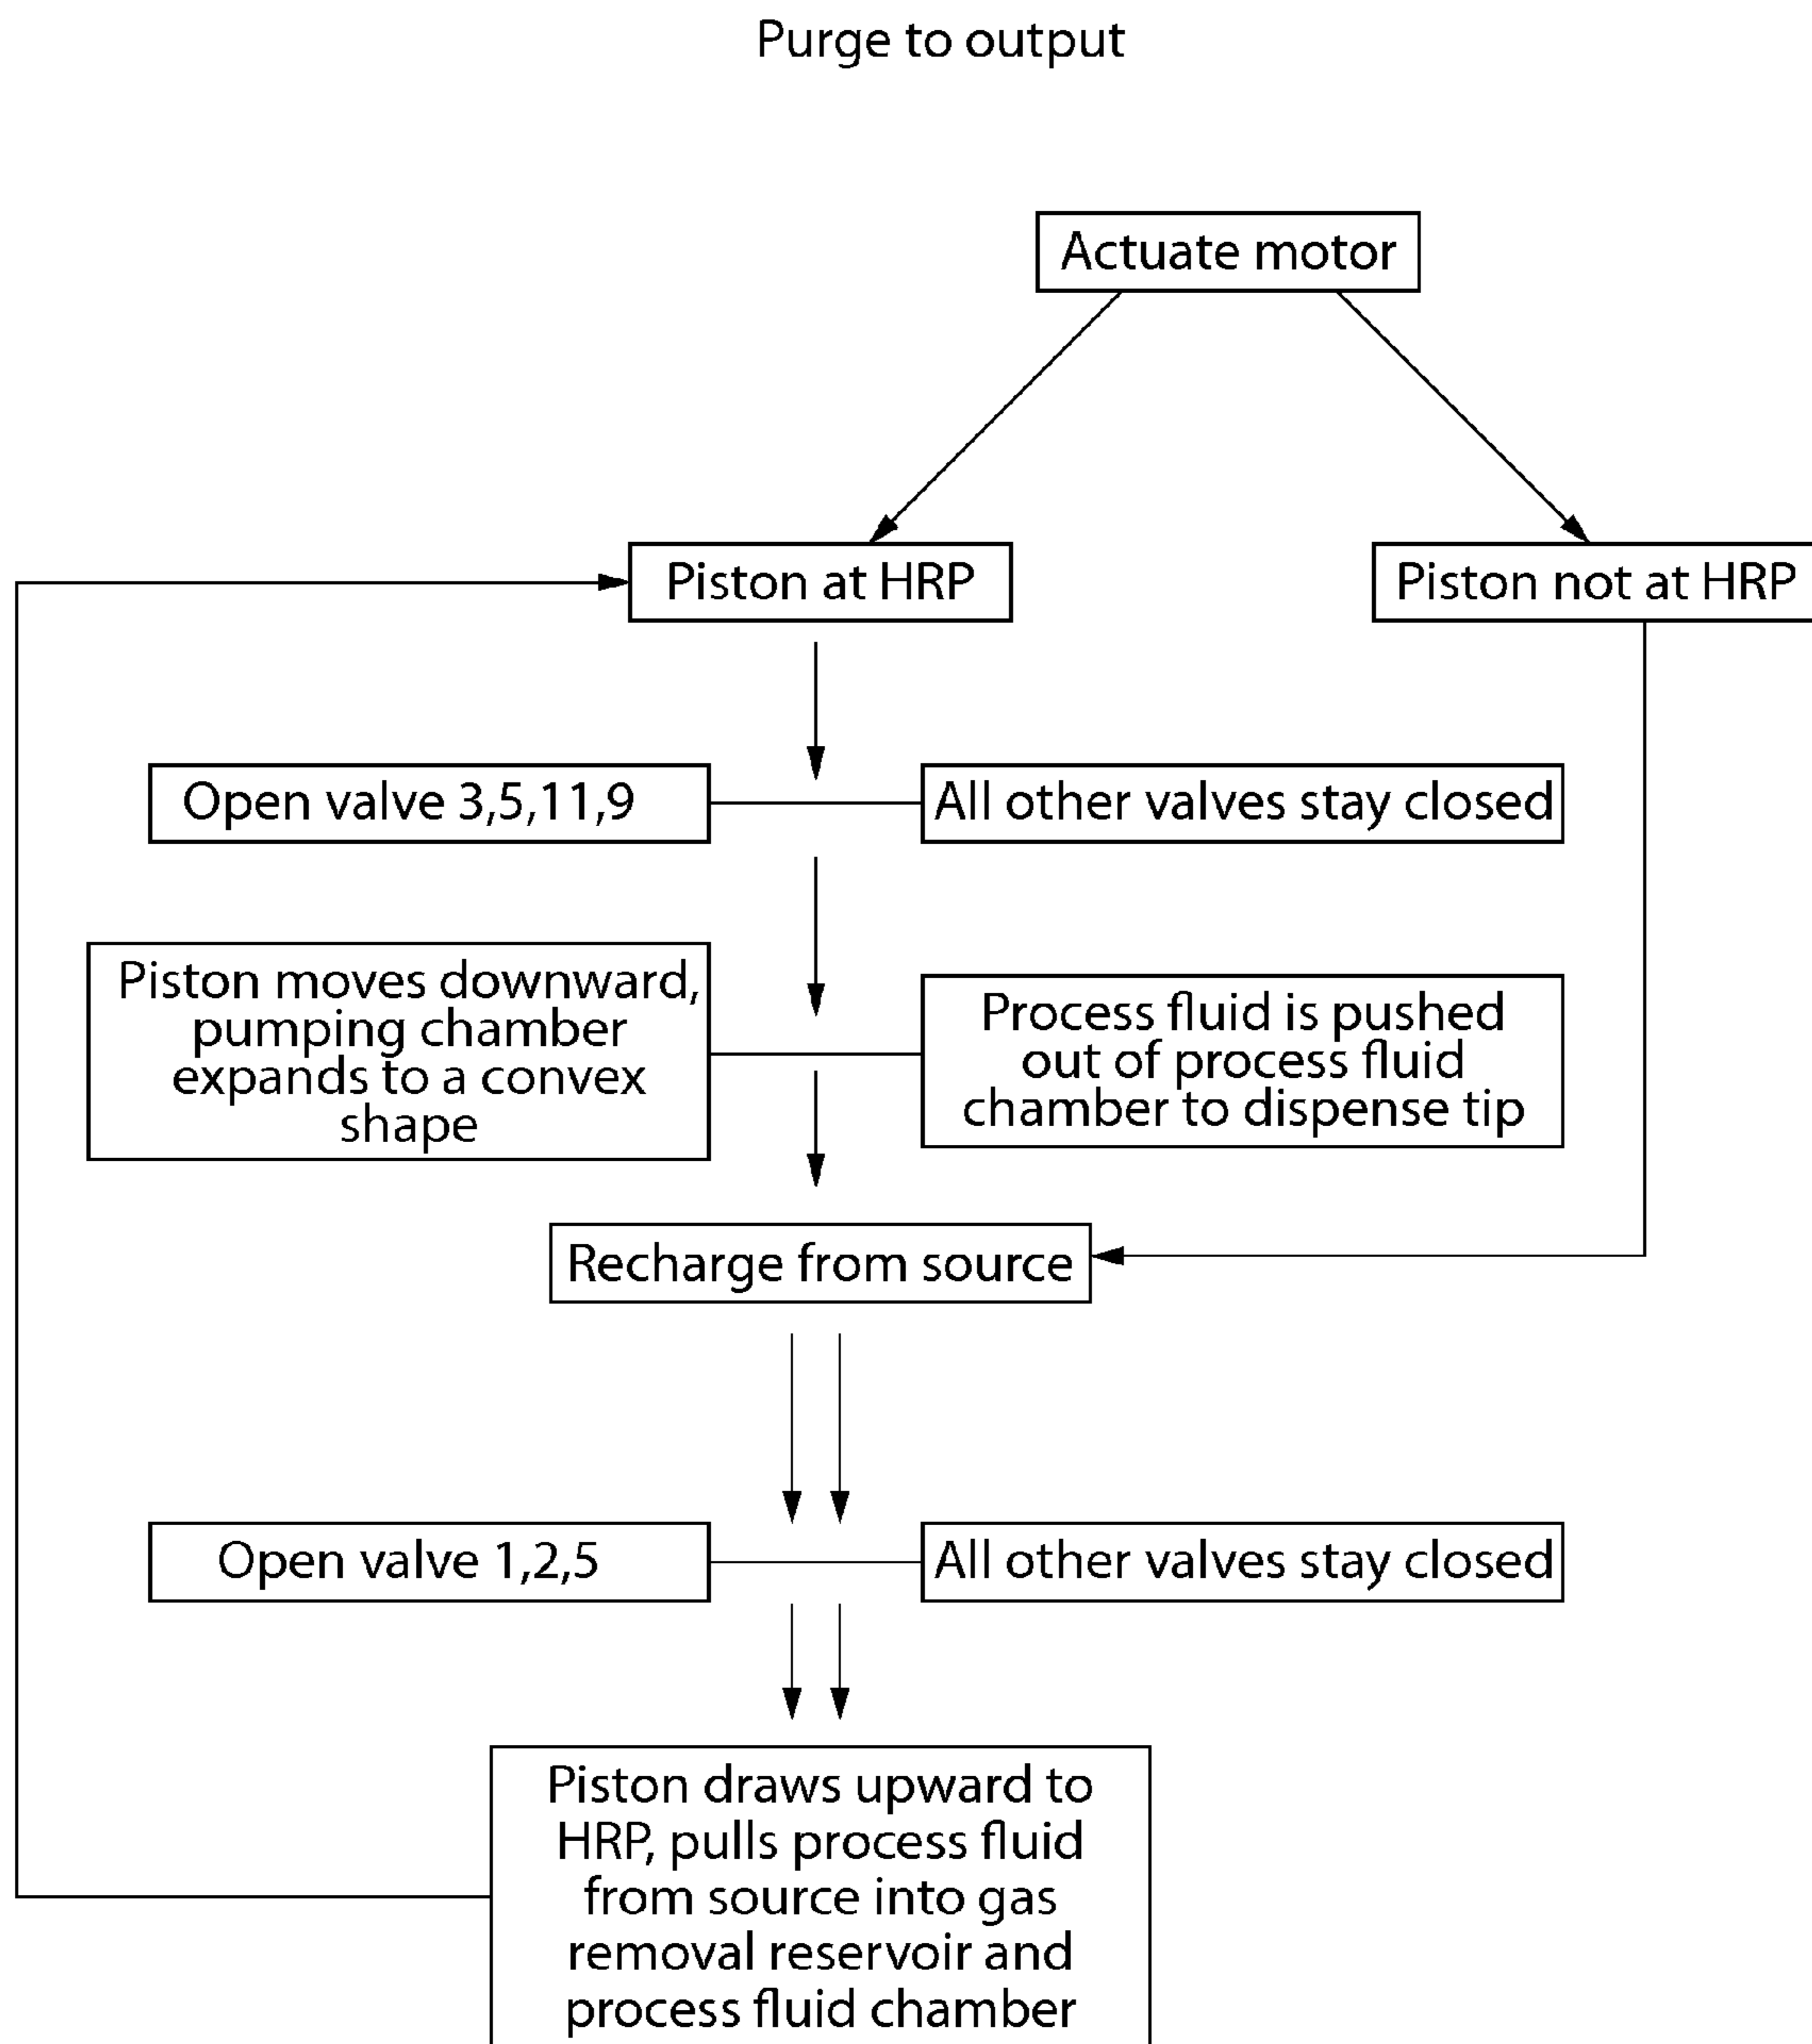 Purge to output
Actuate motor
Piston at HRP
Piston not at HRP
Open valve 3,5,11,9
All other valves stay closed
Piston moves downward,
pumping chamber
expands to a convex
shape
Process fluid is pushed
out of process fluid
chamber to dispense tip
Recharge from source
Open valve 1,2,5
All other valves stay closed
Piston draws upward to
HRP, pulls process fluid
from source into gas
removal reservoir and
process fluid chamber